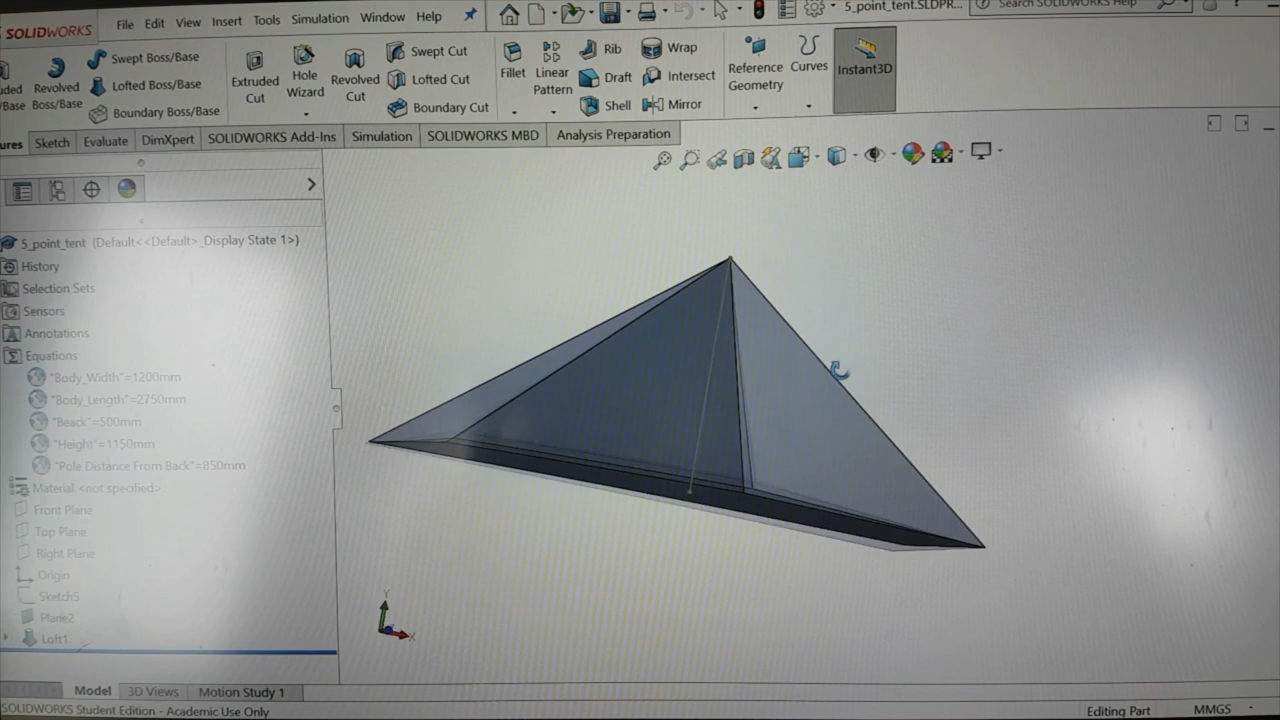 SOLIDWORKS File Edit View Insert Tools Simulation Window Help 5_point_tent.SLDPR... Search SOLIDWORKS Help
Revolved Boss/Base
Swept Boss/Base
Lofted Boss/Base
Boundary Boss/Base
Extruded Cut
Hole Wizard
Revolved Cut
Swept Cut
Lofted Cut
Boundary Cut
Fillet
Linear Pattern
Rib
Draft
Shell
Wrap
Intersect
Mirror
Reference Geometry
Curves
Instant3D
ures Sketch Evaluate DimXpert SOLIDWORKS Add-Ins Simulation SOLIDWORKS MBD Analysis Preparation
5_point_tent (Default<<Default>_Display State 1>)
History
Selection Sets
Sensors
Annotations
Equations
"Body_Width"=1200mm
"Body_Length"=2750mm
"Beack"=500mm
"Height"=1150mm
"Pole Distance From Back"=850mm
Material <not specified>
Front Plane
Top Plane
Right Plane
Origin
Sketch5
Plane2
Loft1
Y
X
Model 3D Views Motion Study 1
SOLIDWORKS Student Edition - Academic Use Only Editing Part MMGS